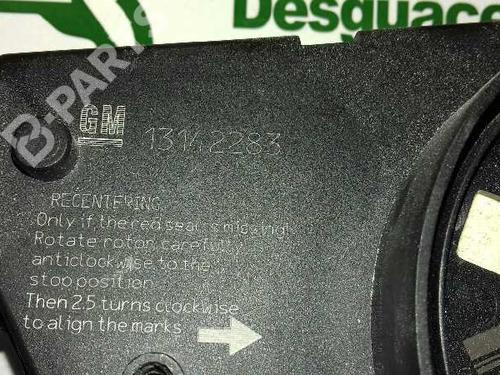 Desguace
B-PARTS
GM 13142283
RECENTERING
Only if the red seal is missing!
Rotate rotor carefully
anticlockwise to the
stop position
Then 2.5 turns clockwise
to align the marks